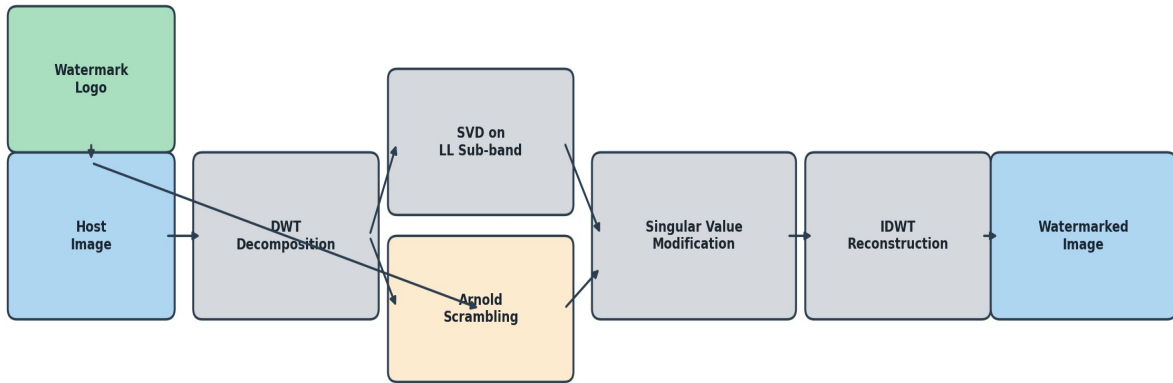 Watermark
Logo
Host
Image
DWT
Decomposition
SVD on
LL Sub-band
Arnold
Scrambling
Singular Value
Modification
IDWT
Reconstruction
Watermarked
Image